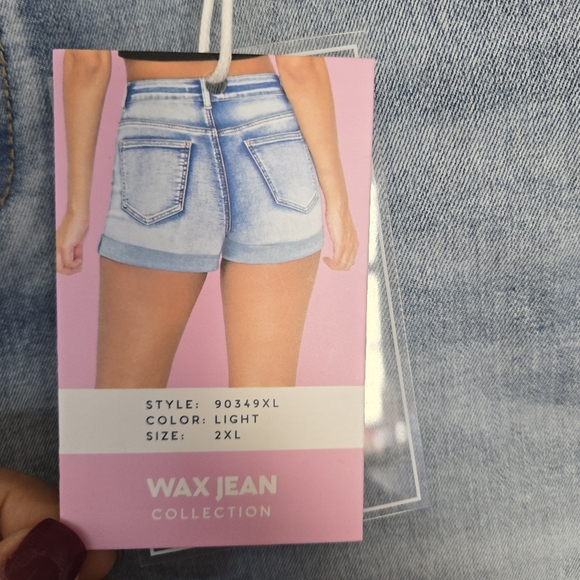 STYLE: 90349XL
COLOR: LIGHT
SIZE: 2XL
WAX JEAN
COLLECTION